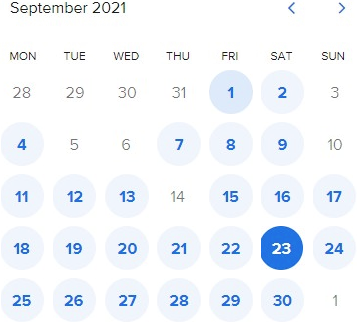 September 2021
MON TUE WED THU FRI SAT SUN
28 29 30 31 1 2 3
4 5 6 7 8 9 10
11 12 13 14 15 16 17
18 19 20 21 22 23 24
25 26 27 28 29 30 1